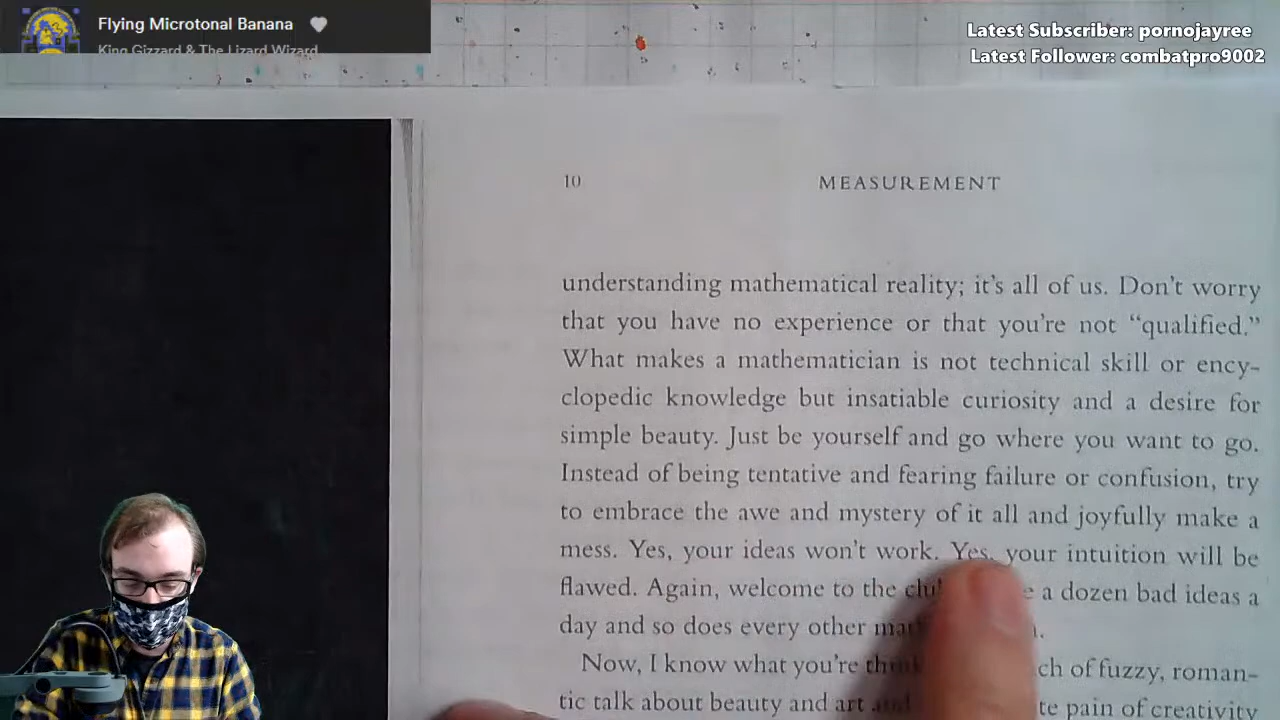 Flying Microtonal Banana
King Gizzard & The Lizard Wizard
Latest Subscriber: pornojayree
Latest Follower: combatpro9002
10 MEASUREMENT
understanding mathematical reality; it's all of us. Don't worry
that you have no experience or that you're not “qualified.”
What makes a mathematician is not technical skill or ency-
clopedic knowledge but insatiable curiosity and a desire for
simple beauty. Just be yourself and go where you want to go.
Instead of being tentative and fearing failure or confusion, try
to embrace the awe and mystery of it all and joyfully make a
mess. Yes, your ideas won't work. Yes, your intuition will be
flawed. Again, welcome to the a dozen bad ideas a
day and so does every other
Now, I know what you're of fuzzy, roman-
tic talk about beauty and art pain of creativity